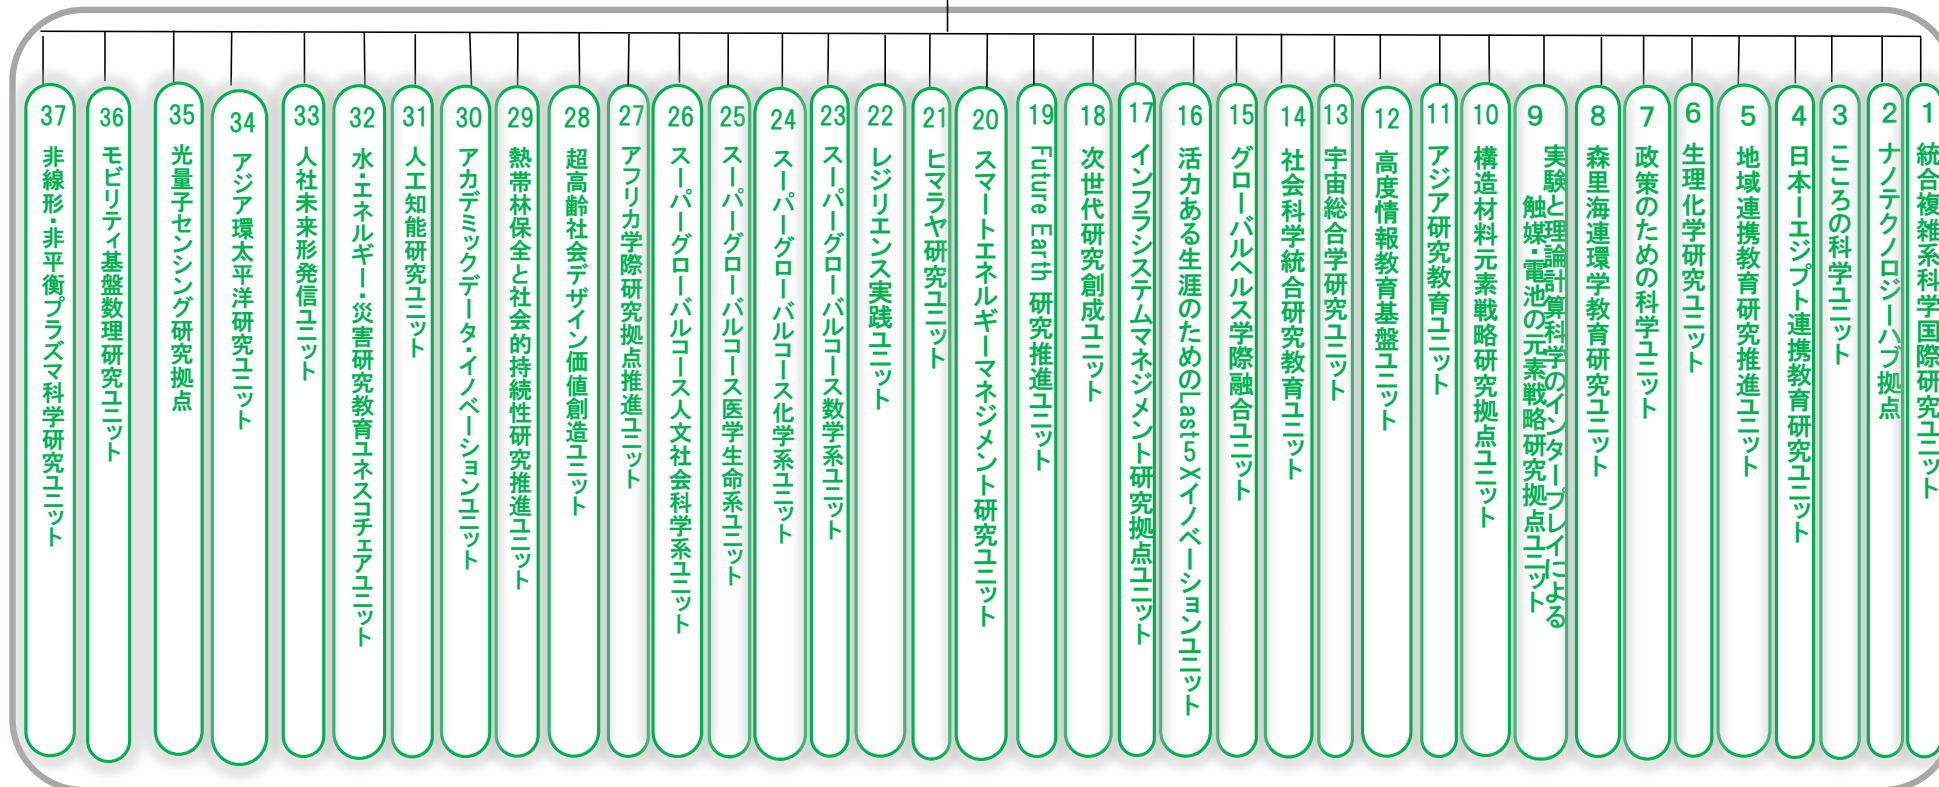 1 統合複雑系科学国際研究ユニット
2 ナノテクノロジーハブ拠点
3 こころの科学ユニット
4 日本ーエジプト連携教育研究ユニット
5 地域連携教育研究推進ユニット
6 生理化学研究ユニット
7 政策のための科学ユニット
8 森里海連環学教育研究ユニット
9 実験と理論計算科学のインタープレイによる
触媒・電池の元素戦略研究拠点ユニット
10 構造材料元素戦略研究拠点ユニット
11 アジア研究教育ユニット
12 高度情報教育基盤ユニット
13 宇宙総合学研究ユニット
14 社会科学統合研究教育ユニット
15 グローバルヘルス学際融合ユニット
16 活力ある生涯のためのLast5Xイノベーションユニット
17 インフラシステムマネジメント研究拠点ユニット
18 次世代研究創成ユニット
19 Future Earth 研究推進ユニット
20 スマートエネルギーマネジメント研究ユニット
21 ヒマラヤ研究ユニット
22 レジリエンス実践ユニット
23 スーパーグローバルコース数学系ユニット
24 スーパーグローバルコース化学系ユニット
25 スーパーグローバルコース医学生命系ユニット
26 スーパーグローバルコース人文社会科学系ユニット
27 アフリカ学際研究拠点推進ユニット
28 超高齢社会デザイン価値創造ユニット
29 熱帯林保全と社会的持続性研究推進ユニット
30 アカデミックデータ・イノベーションユニット
31 人工知能研究ユニット
32 水・エネルギー・災害研究教育ユネスコチェアユニット
33 人社未来形発信ユニット
34 アジア環太平洋研究ユニット
35 光量子センシング研究拠点
36 モビリティ基盤数理研究ユニット
37 非線形・非平衡プラズマ科学研究ユニット